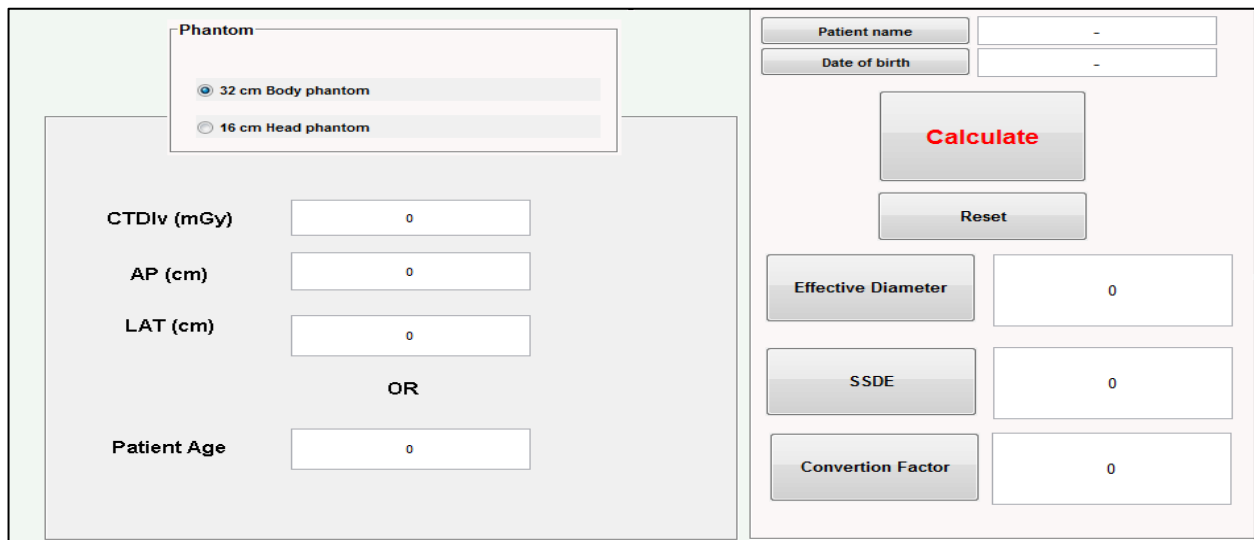 Phantom
32 cm Body phantom
16 cm Head phantom
CTDIv (mGy) 0
AP (cm) 0
LAT (cm) 0
OR
Patient Age 0
Patient name -
Date of birth -
Calculate
Reset
Effective Diameter 0
SSDE 0
Convertion Factor 0